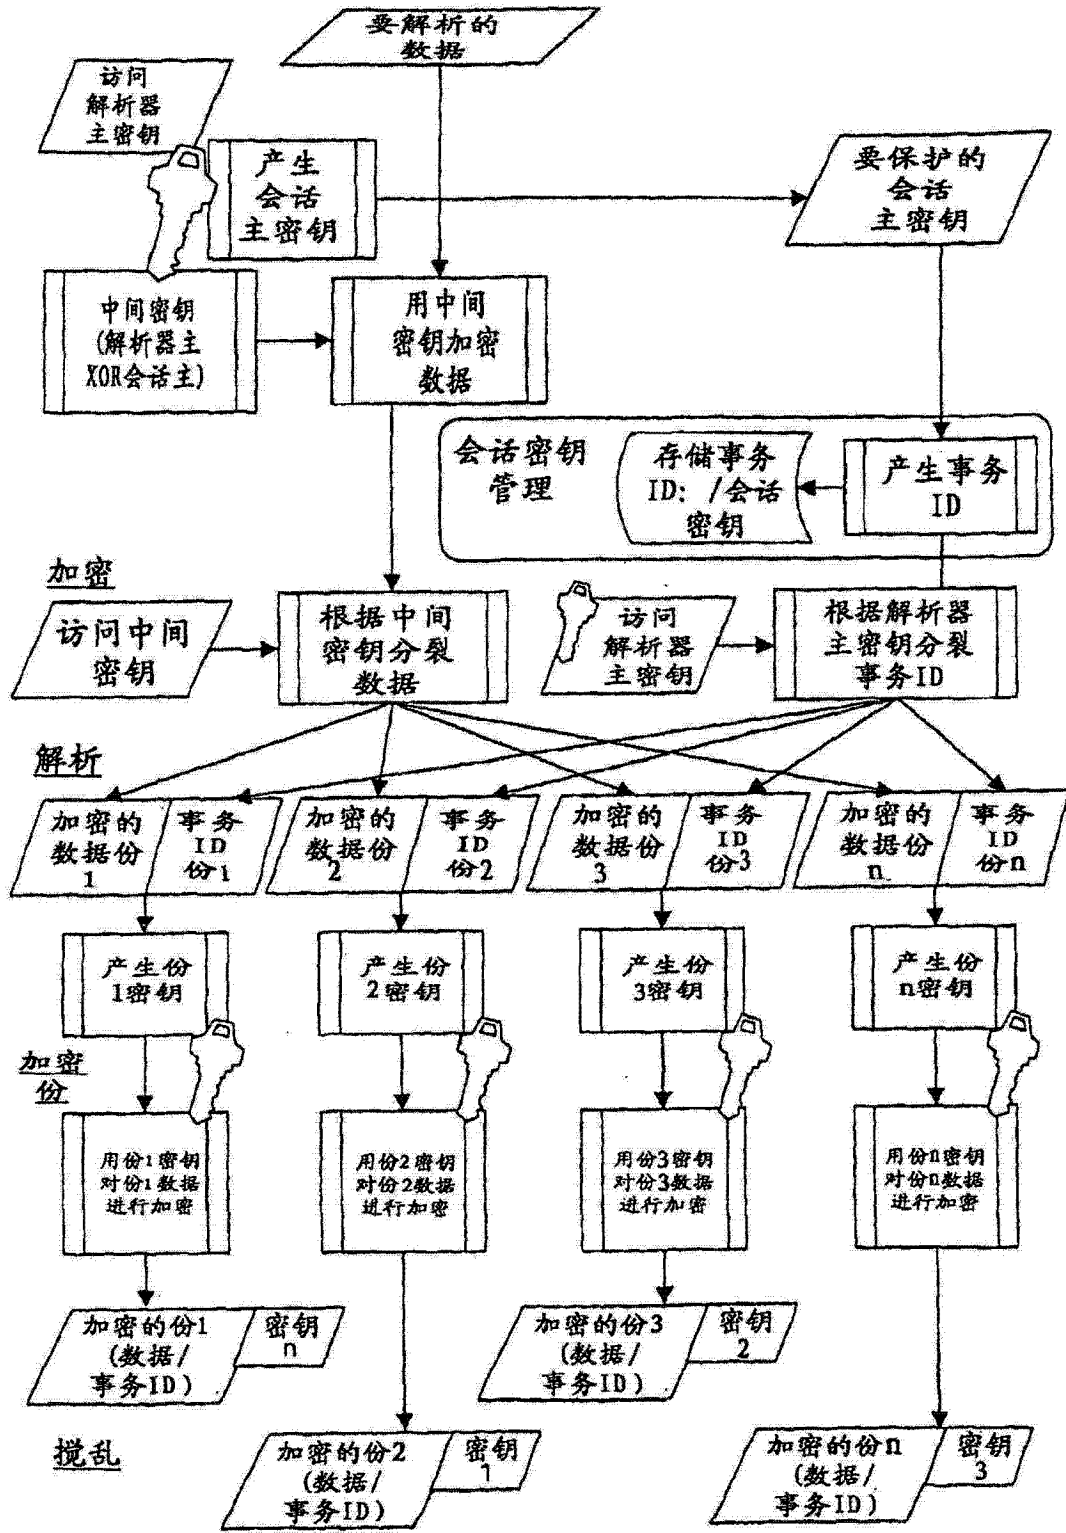 要解析的
数据
访问
解析器
主密钥
产生
会话
主密钥
要保护的
会话
主密钥
中间密钥
(解析器主
XOR会话主)
用中间
密钥加密
数据
会话密钥
管理
存储事务
ID: /会话
密钥
产生事务
ID
加密
访问中间
密钥
根据中间
密钥分裂
数据
访问
解析器
主密钥
根据解析器
主密钥分裂
事务ID
解析
加密的
数据份
1
事务
ID
份1
加密的
数据份
2
事务
ID
份2
加密的
数据份
3
事务
ID
份3
加密的
数据份
n
事务
ID
份n
产生份
1密钥
产生份
2密钥
产生份
3密钥
产生份
n密钥
加密
份
用份1密钥
对份1数据
进行加密
用份2密钥
对份2数据
进行加密
用份3密钥
对份3数据
进行加密
用份n密钥
对份n数据
进行加密
加密的份1
(数据/
事务ID)
密钥
n
加密的份3
(数据/
事务ID)
密钥
2
搅乱
加密的份2
(数据/
事务ID)
密钥
1
加密的份n
(数据/
事务ID)
密钥
3